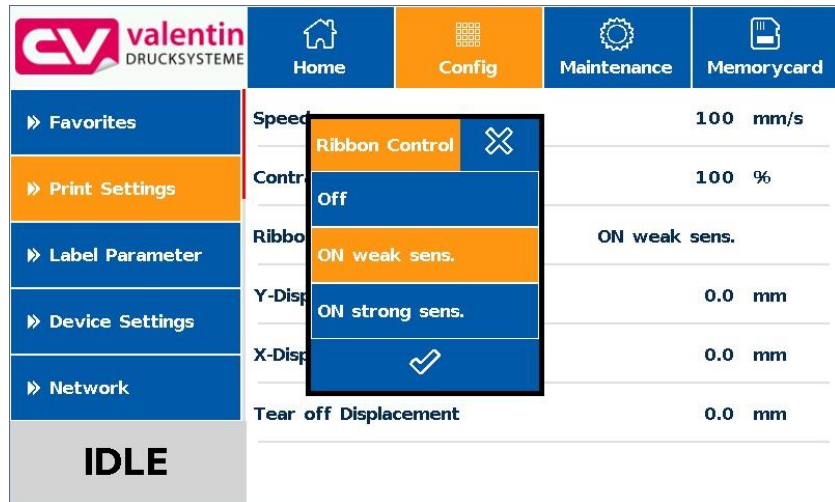 valentin
DRUCKSYSTEME
Home
Config
Maintenance
Memorycard
Favorites
Print Settings
Label Parameter
Device Settings
Network
IDLE
Speed 100 mm/s
Contr 100 %
Ribbo ON weak sens.
Y-Disp 0.0 mm
X-Disp 0.0 mm
Tear off Displacement 0.0 mm
Ribbon Control
Off
ON weak sens.
ON strong sens.